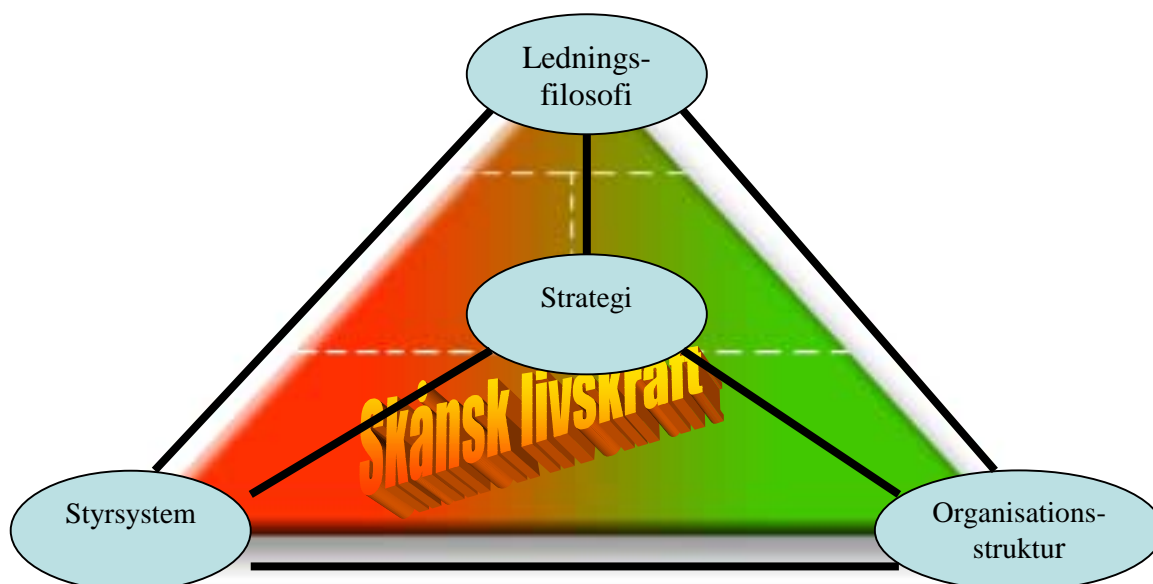 Lednings-
filosofi
Strategi
Skånsk livskraft
Styrsystem
Organisations-
struktur